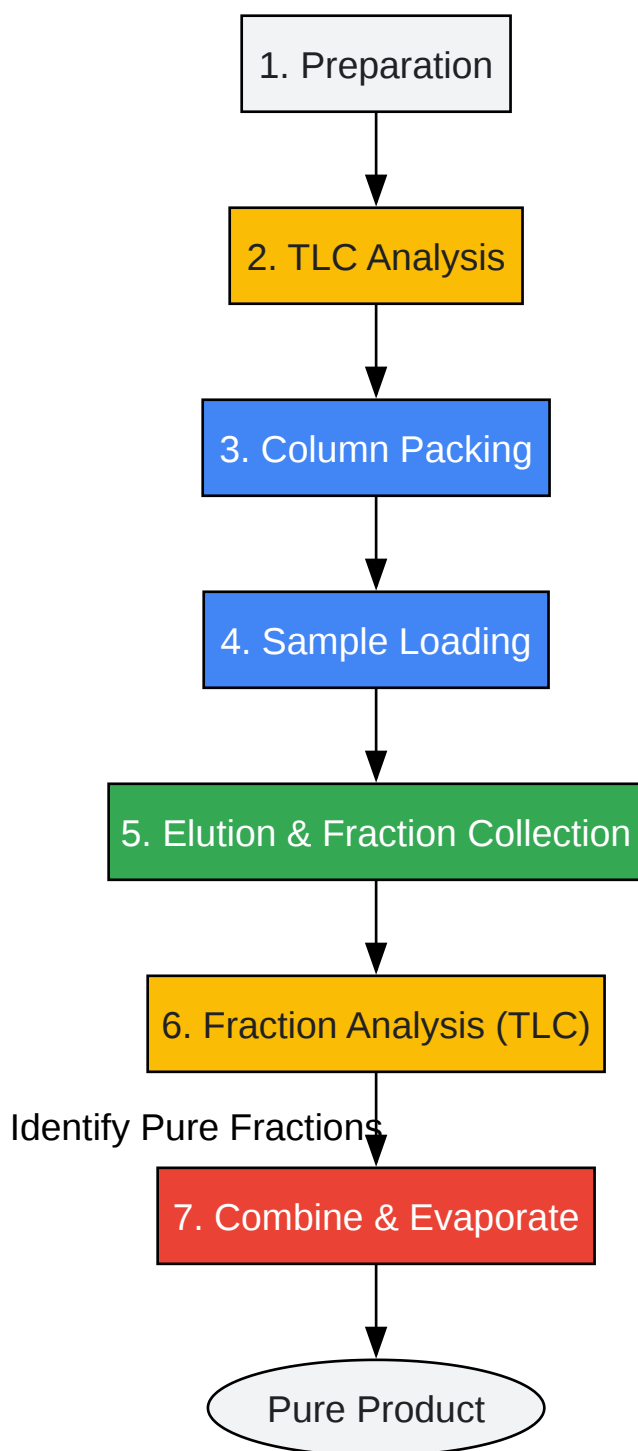 1. Preparation
2. TLC Analysis
3. Column Packing
4. Sample Loading
5. Elution & Fraction Collection
6. Fraction Analysis (TLC)
Identify Pure Fractions
7. Combine & Evaporate
Pure Product